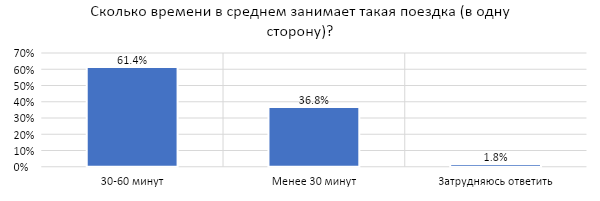 Сколько времени в среднем занимает такая поездка (в одну
сторону)?
70%
60%
50%
40%
30%
20%
10%
0%
61.4%
36.8%
1.8%
30-60 минут
Менее 30 минут
Затрудняюсь ответить